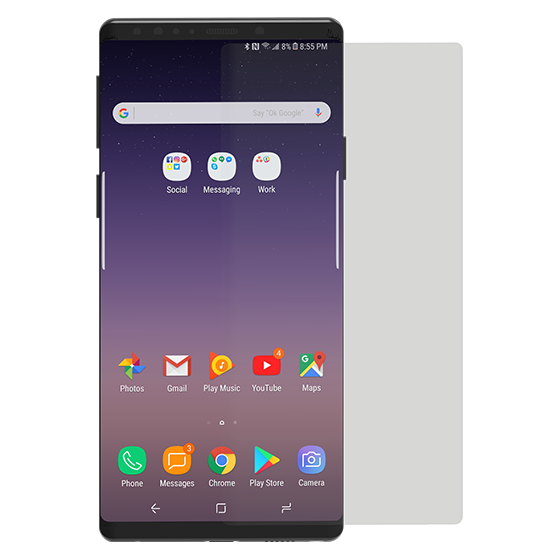 8% 8:55 PM
G Say "Ok Google"
Social Messaging Work
Photos Gmail Play Music YouTube Maps
4
Phone Messages Chrome Play Store Camera
3